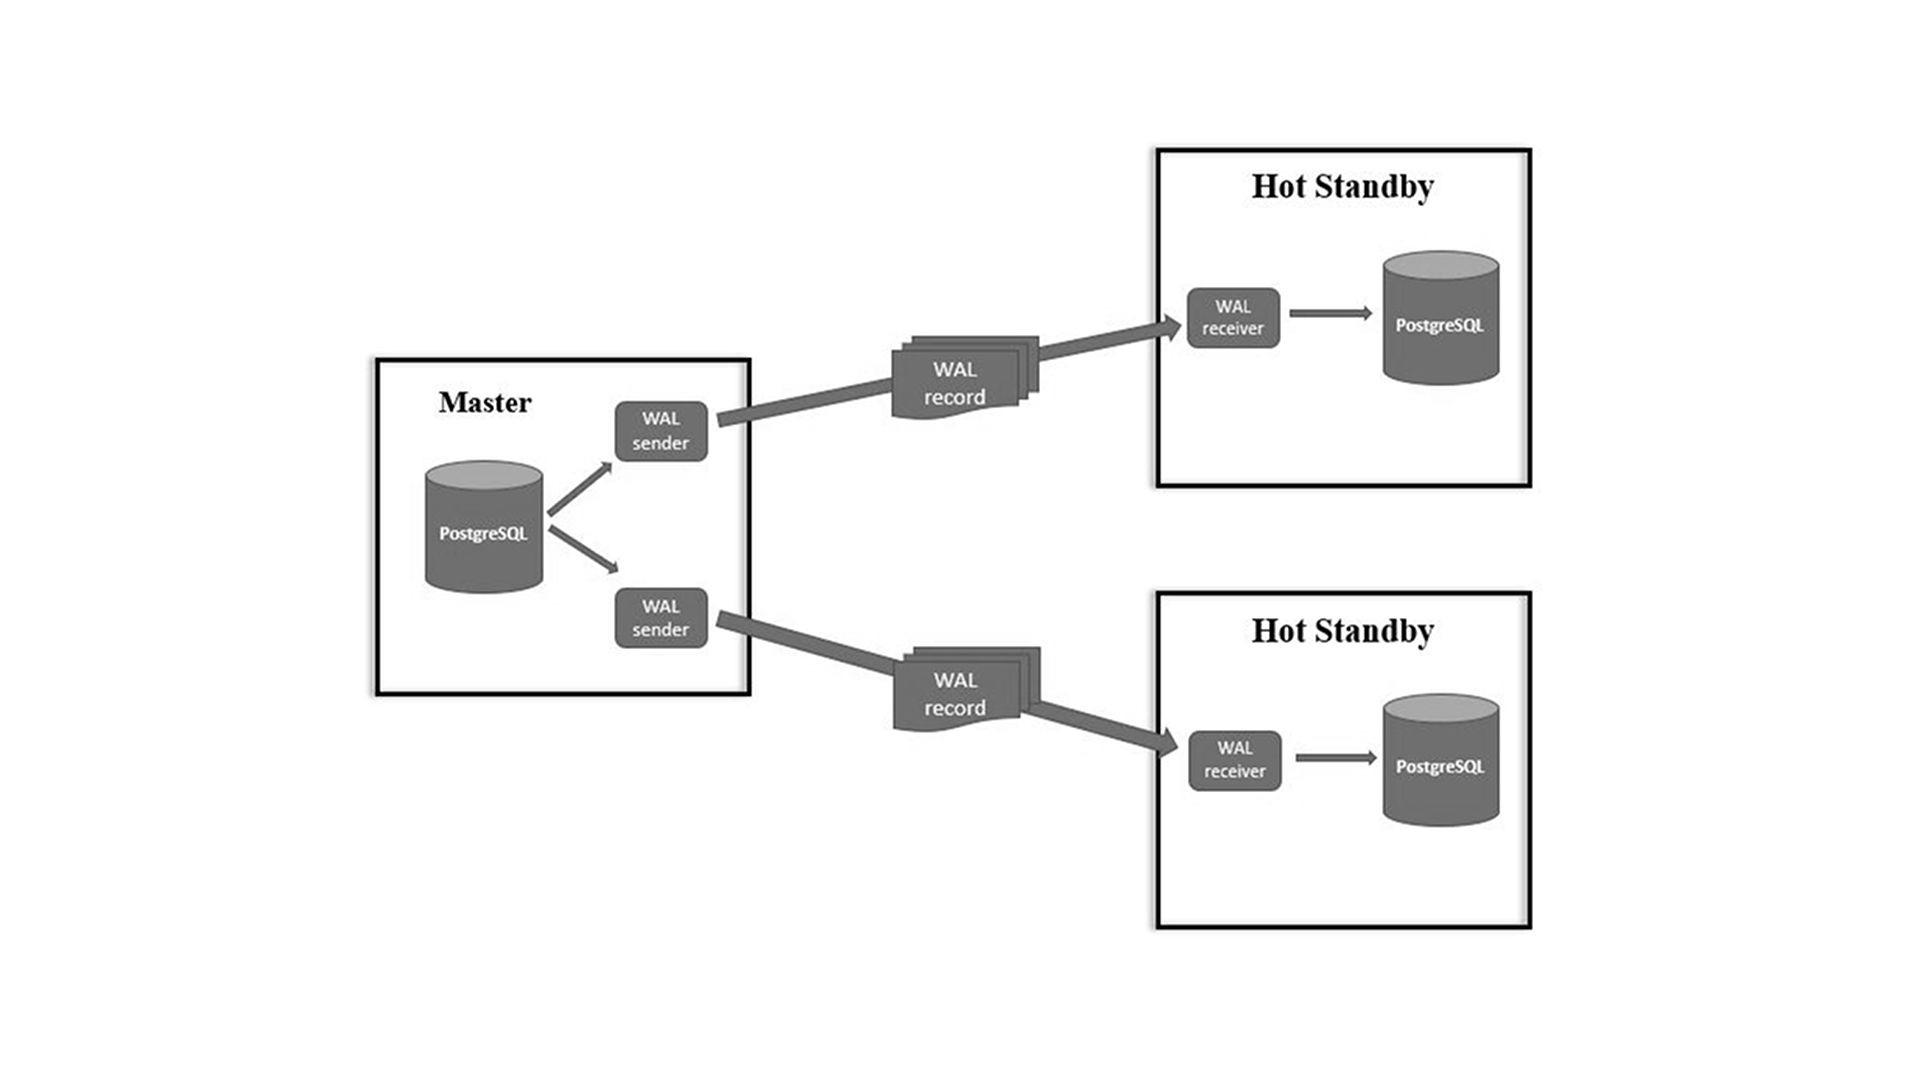 Master
PostgreSQL
WAL
sender
WAL
sender
WAL
record
WAL
record
Hot Standby
WAL
receiver
PostgreSQL
Hot Standby
WAL
receiver
PostgreSQL